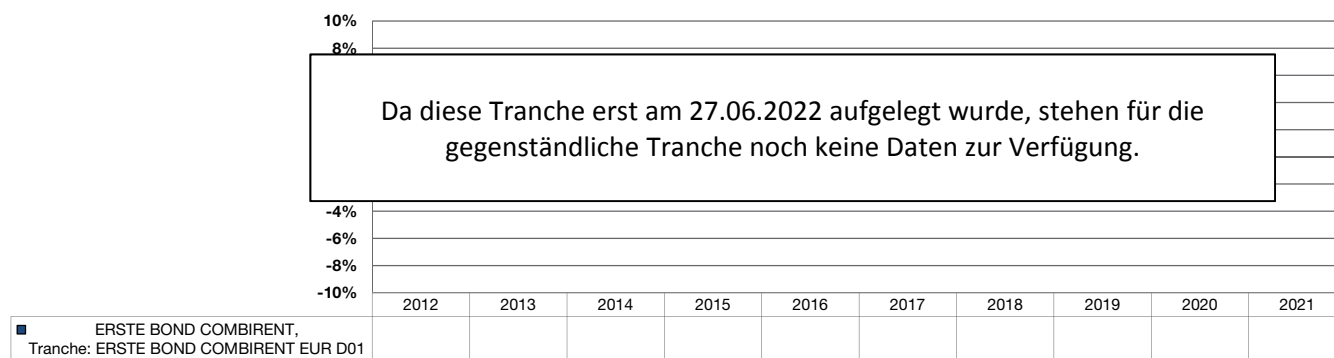 10%
8%
Da diese Tranche erst am 27.06.2022 aufgelegt wurde, stehen für die
gegenständliche Tranche noch keine Daten zur Verfügung.
-4%
-6%
-8%
-10%
2012 2013 2014 2015 2016 2017 2018 2019 2020 2021
ERSTE BOND COMBIRENT,
Tranche: ERSTE BOND COMBIRENT EUR D01